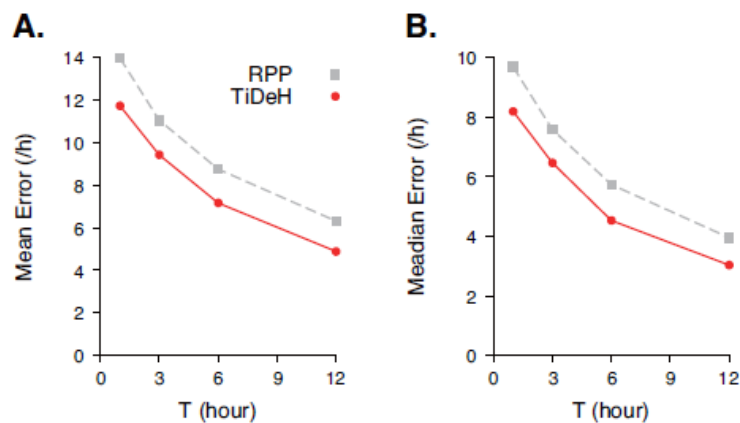 A.
14
12
10
8
6
4
2
0
Mean Error (/h)
RPP
TiDeH
0 3 6 9 12
T (hour)
B.
10
8
6
4
2
0
Meadian Error (/h)
0 3 6 9 12
T (hour)